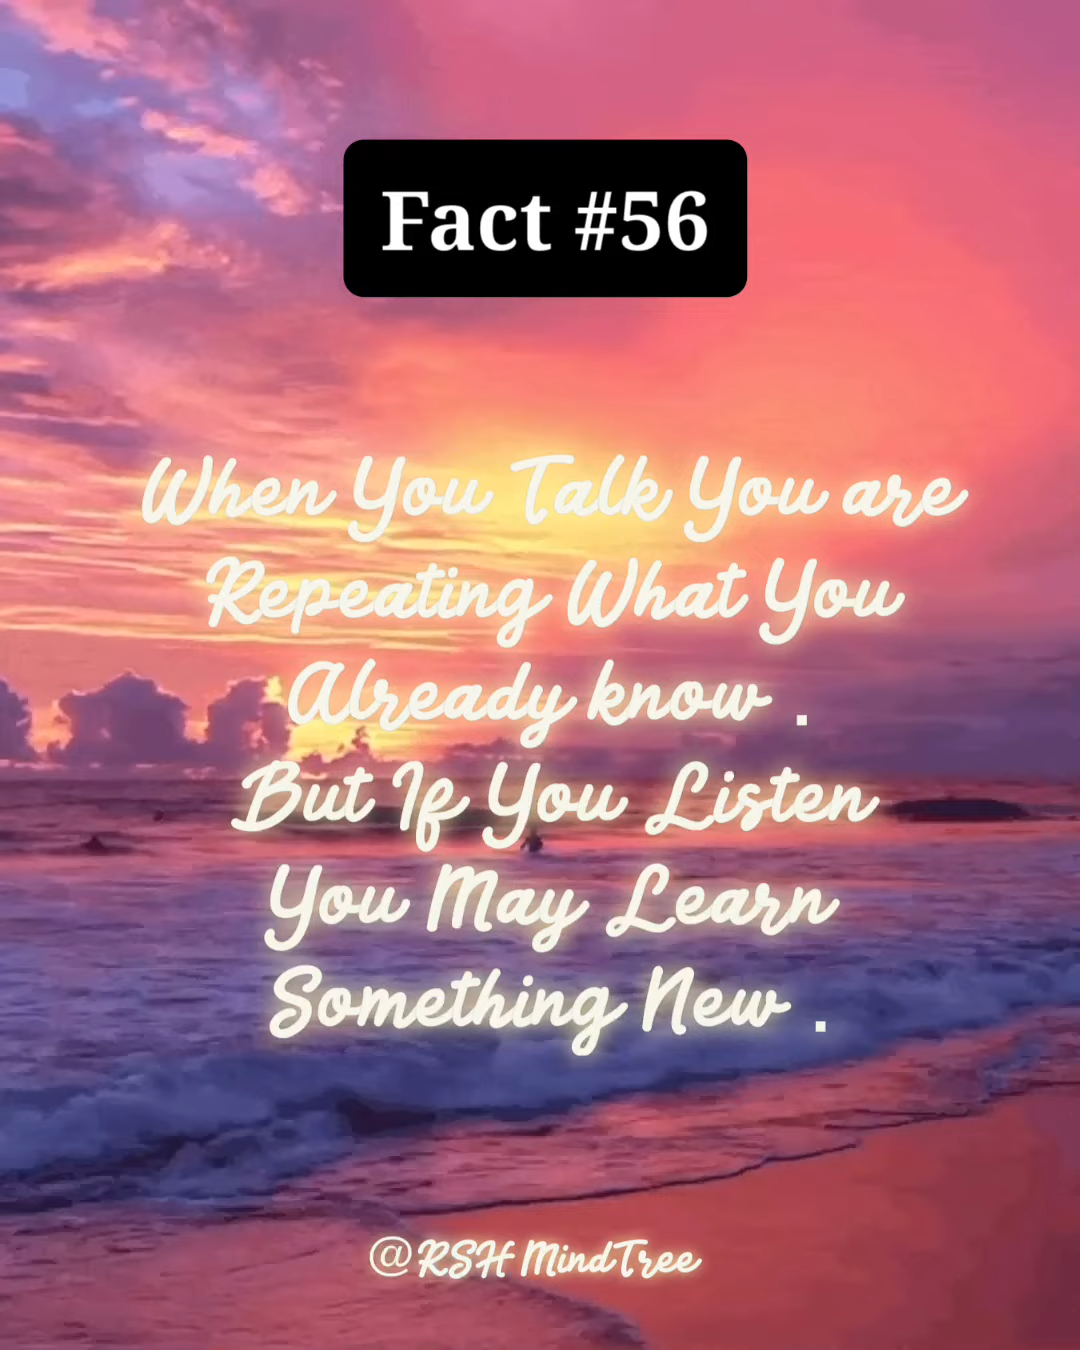 Fact #56
When You Talk You are
Repeating What You
Already know .
But If You Listen
You May Learn
Something New .
@RSH MindTree